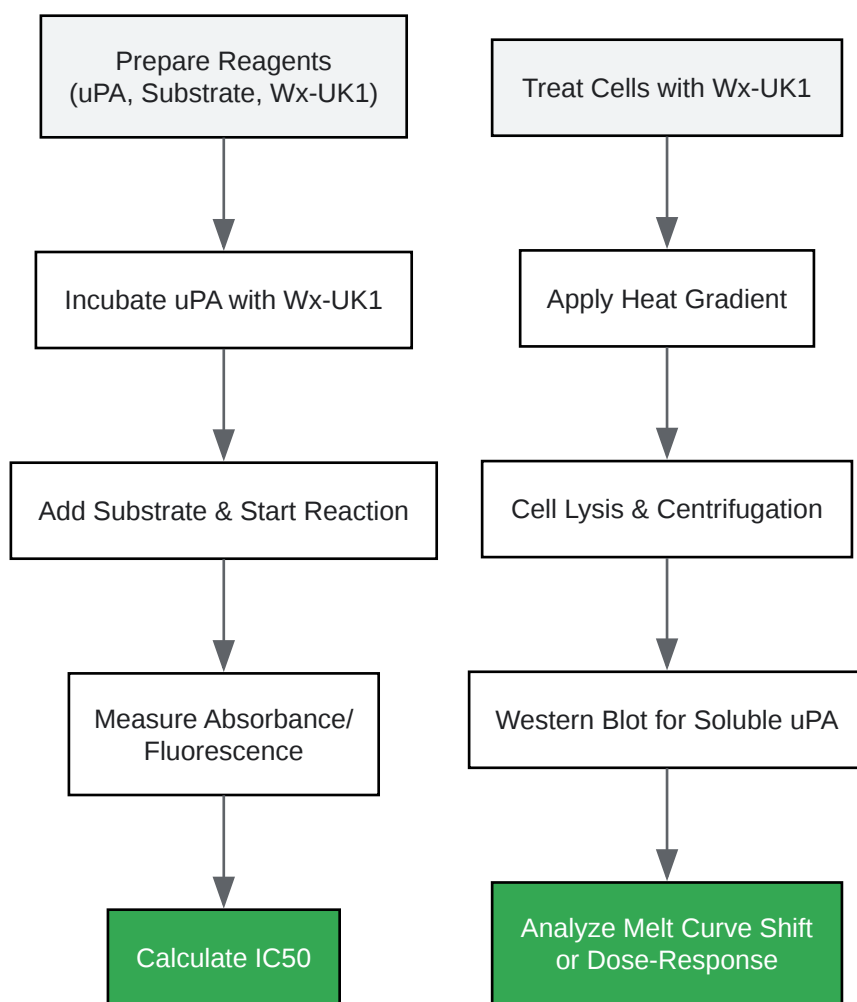 Prepare Reagents
(uPA, Substrate, Wx-UK1)
Incubate uPA with Wx-UK1
Add Substrate & Start Reaction
Measure Absorbance/
Fluorescence
Calculate IC50
Treat Cells with Wx-UK1
Apply Heat Gradient
Cell Lysis & Centrifugation
Western Blot for Soluble uPA
Analyze Melt Curve Shift
or Dose-Response